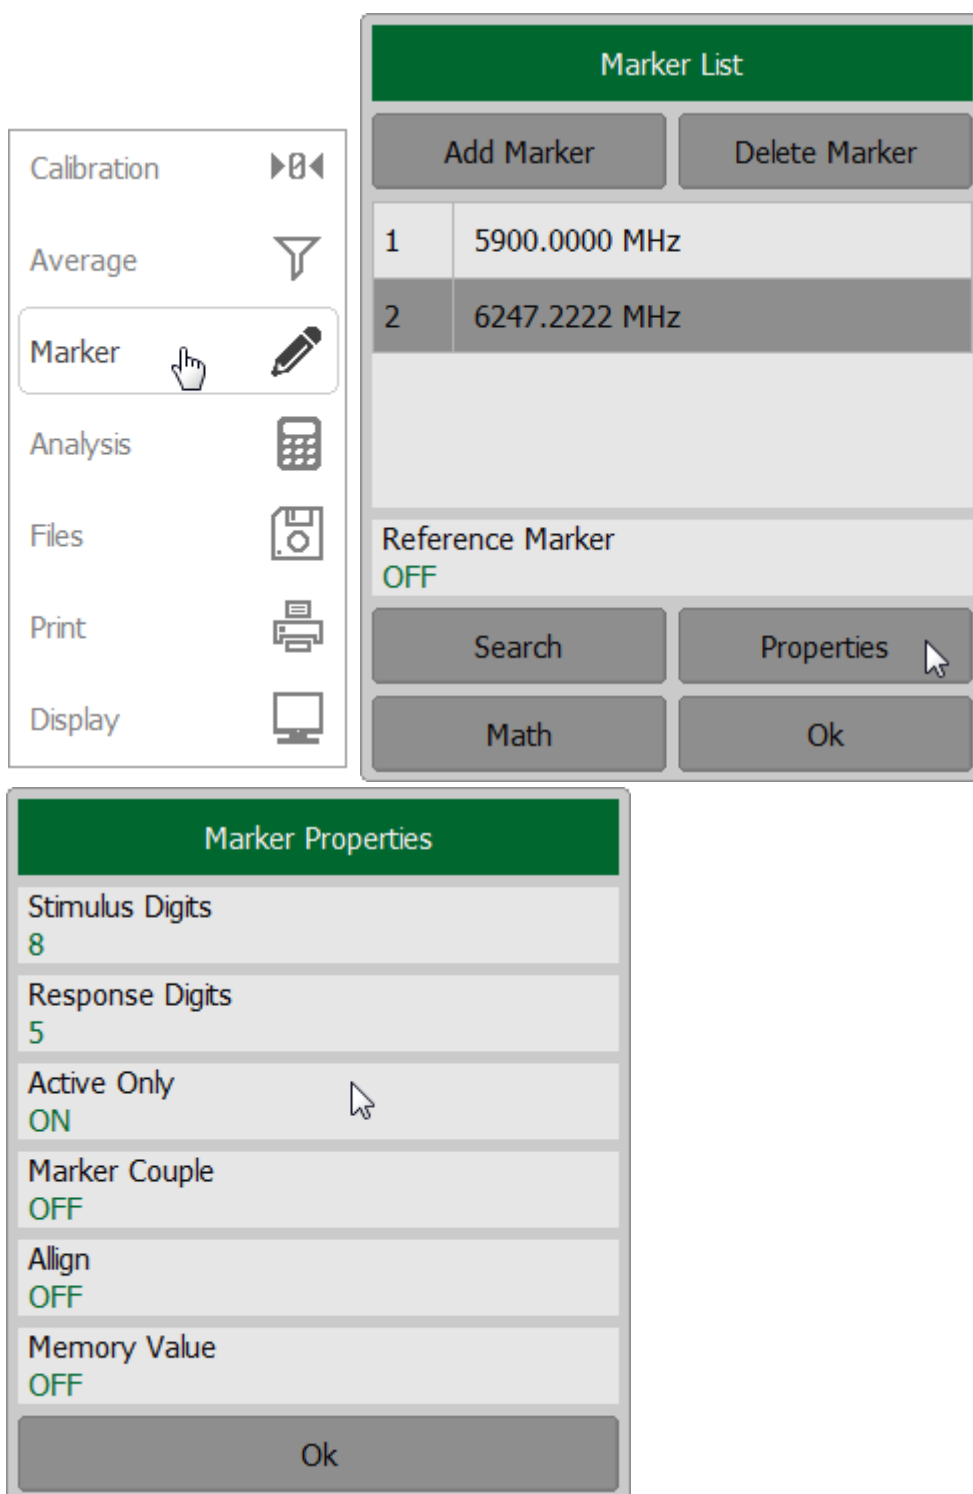 Calibration
Average
Marker
Analysis
Files
Print
Display
Marker List
Add Marker
Delete Marker
1 5900.0000 MHz
2 6247.2222 MHz
Reference Marker
OFF
Search
Properties
Math
Ok
Marker Properties
Stimulus Digits
8
Response Digits
5
Active Only
ON
Marker Couple
OFF
Allign
OFF
Memory Value
OFF
Ok